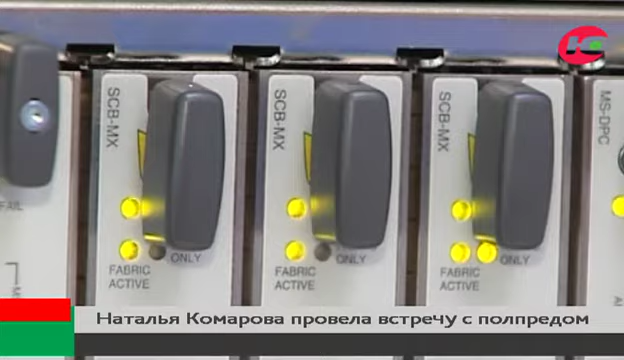 SCB-MX
SCB-MX
SCB-MX
MS-DPC
FAIL
FABRIC
ACTIVE
ONLY
FABRIC
ACTIVE
ONLY
FABRIC
ACTIVE
ONLY
Наталья Комарова провела встречу с полпредом